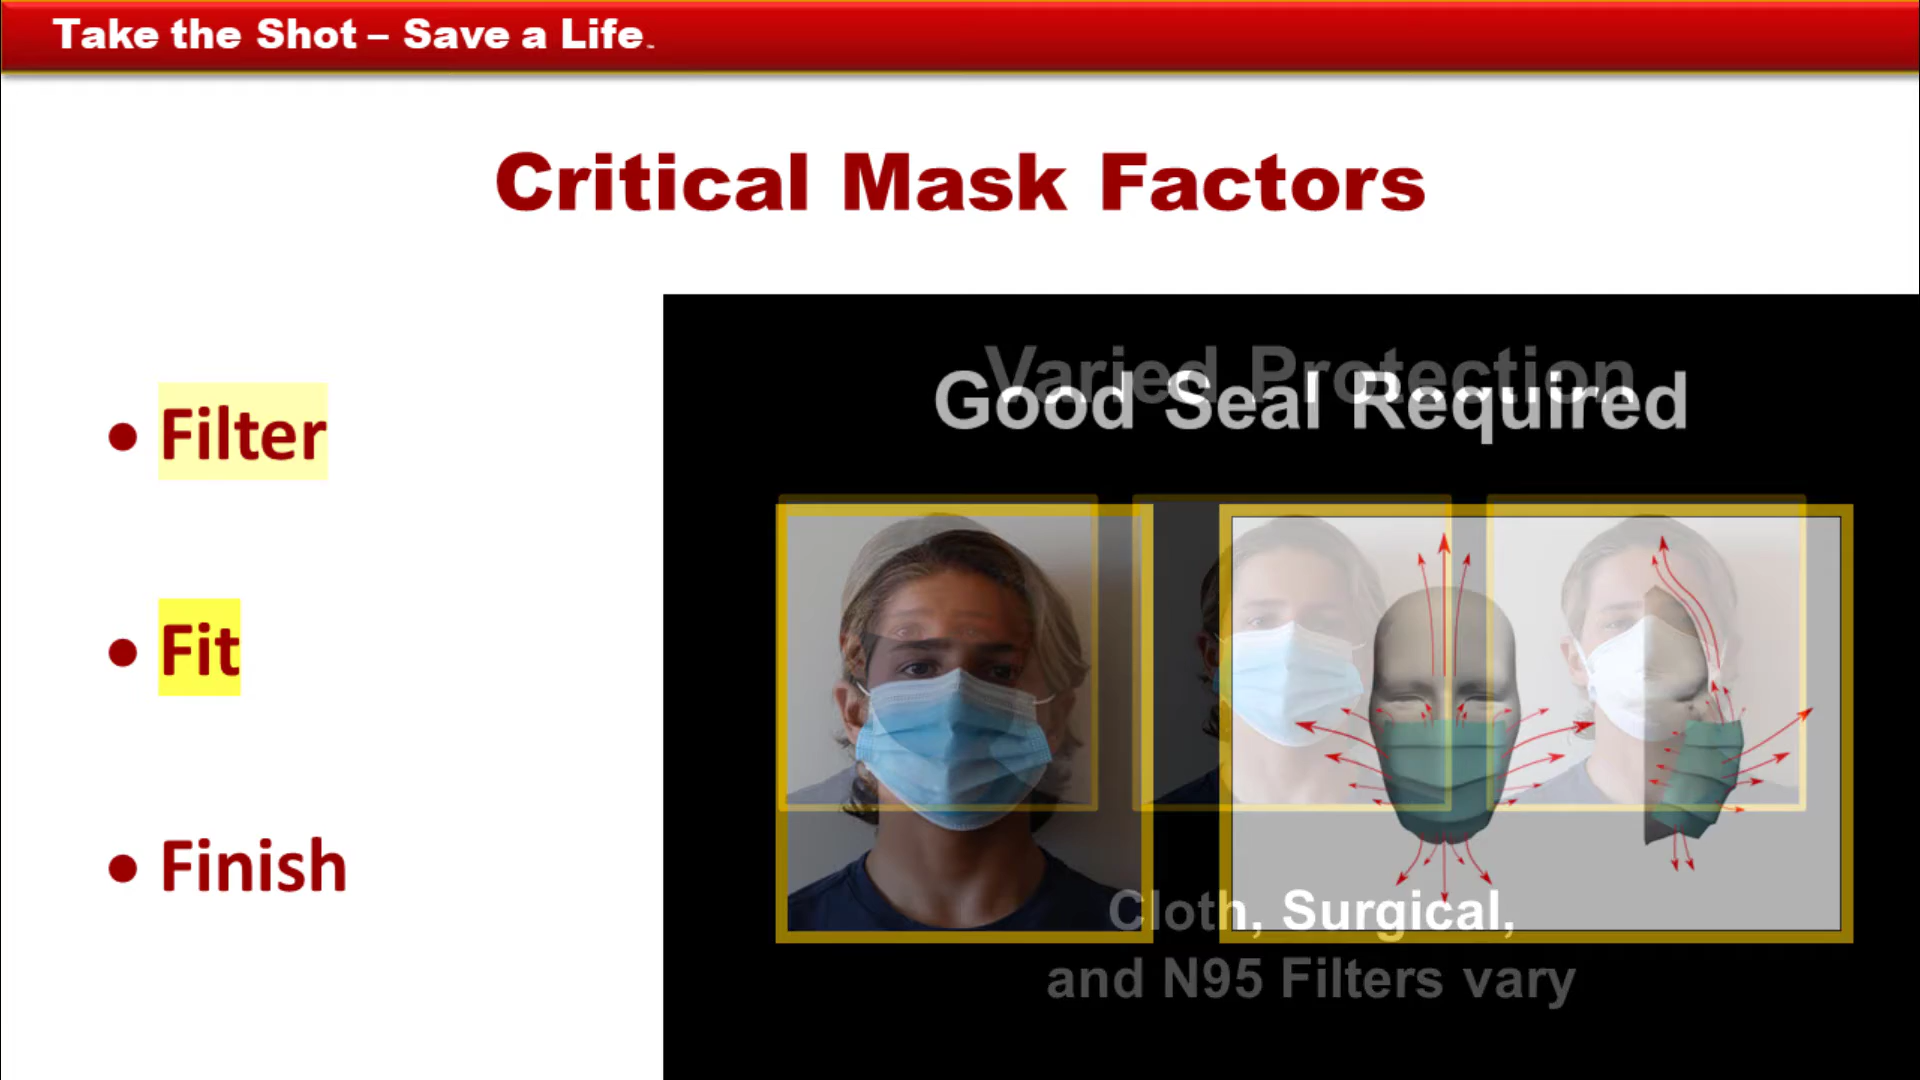 Take the Shot – Save a Life
Critical Mask Factors
• Filter
• Fit
• Finish
Varied Protection
Good Seal Required
Cloth, Surgical,
and N95 Filters vary